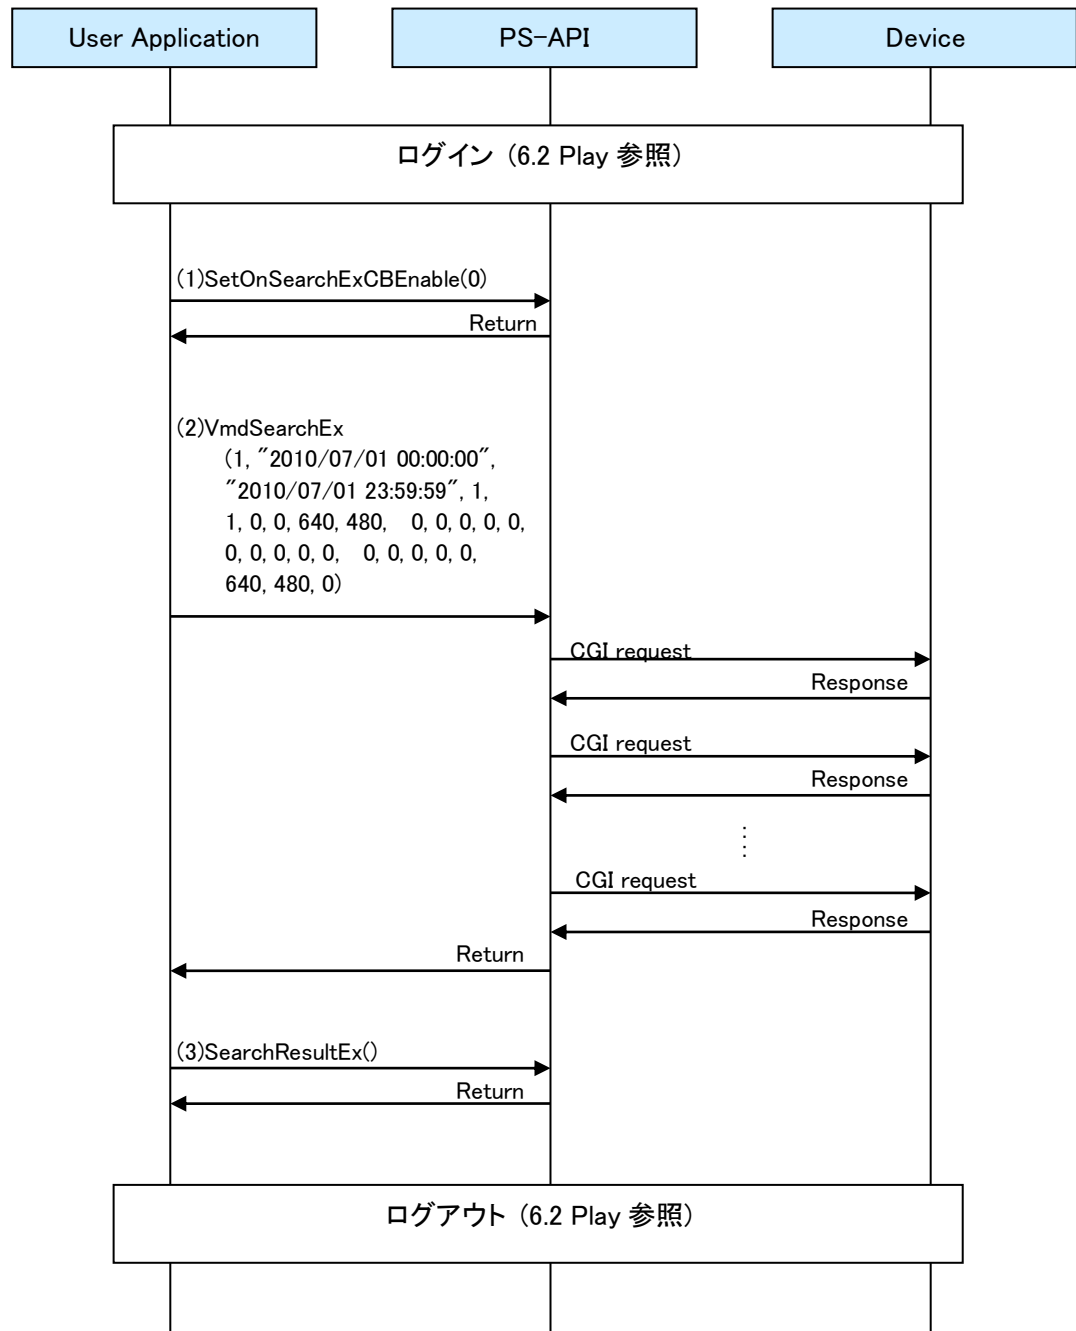 User Application
PS-API
Device
ログイン (6.2 Play 参照)
(1)SetOnSearchExCBEnable(0)
Return
(2)VmdSearchEx
(1, "2010/07/01 00:00:00",
"2010/07/01 23:59:59", 1,
1, 0, 0, 640, 480, 0, 0, 0, 0, 0,
0, 0, 0, 0, 0, 0, 0, 0, 0, 0,
640, 480, 0)
CGI request
Response
CGI request
Response
CGI request
Response
Return
(3)SearchResultEx()
Return
ログアウト (6.2 Play 参照)